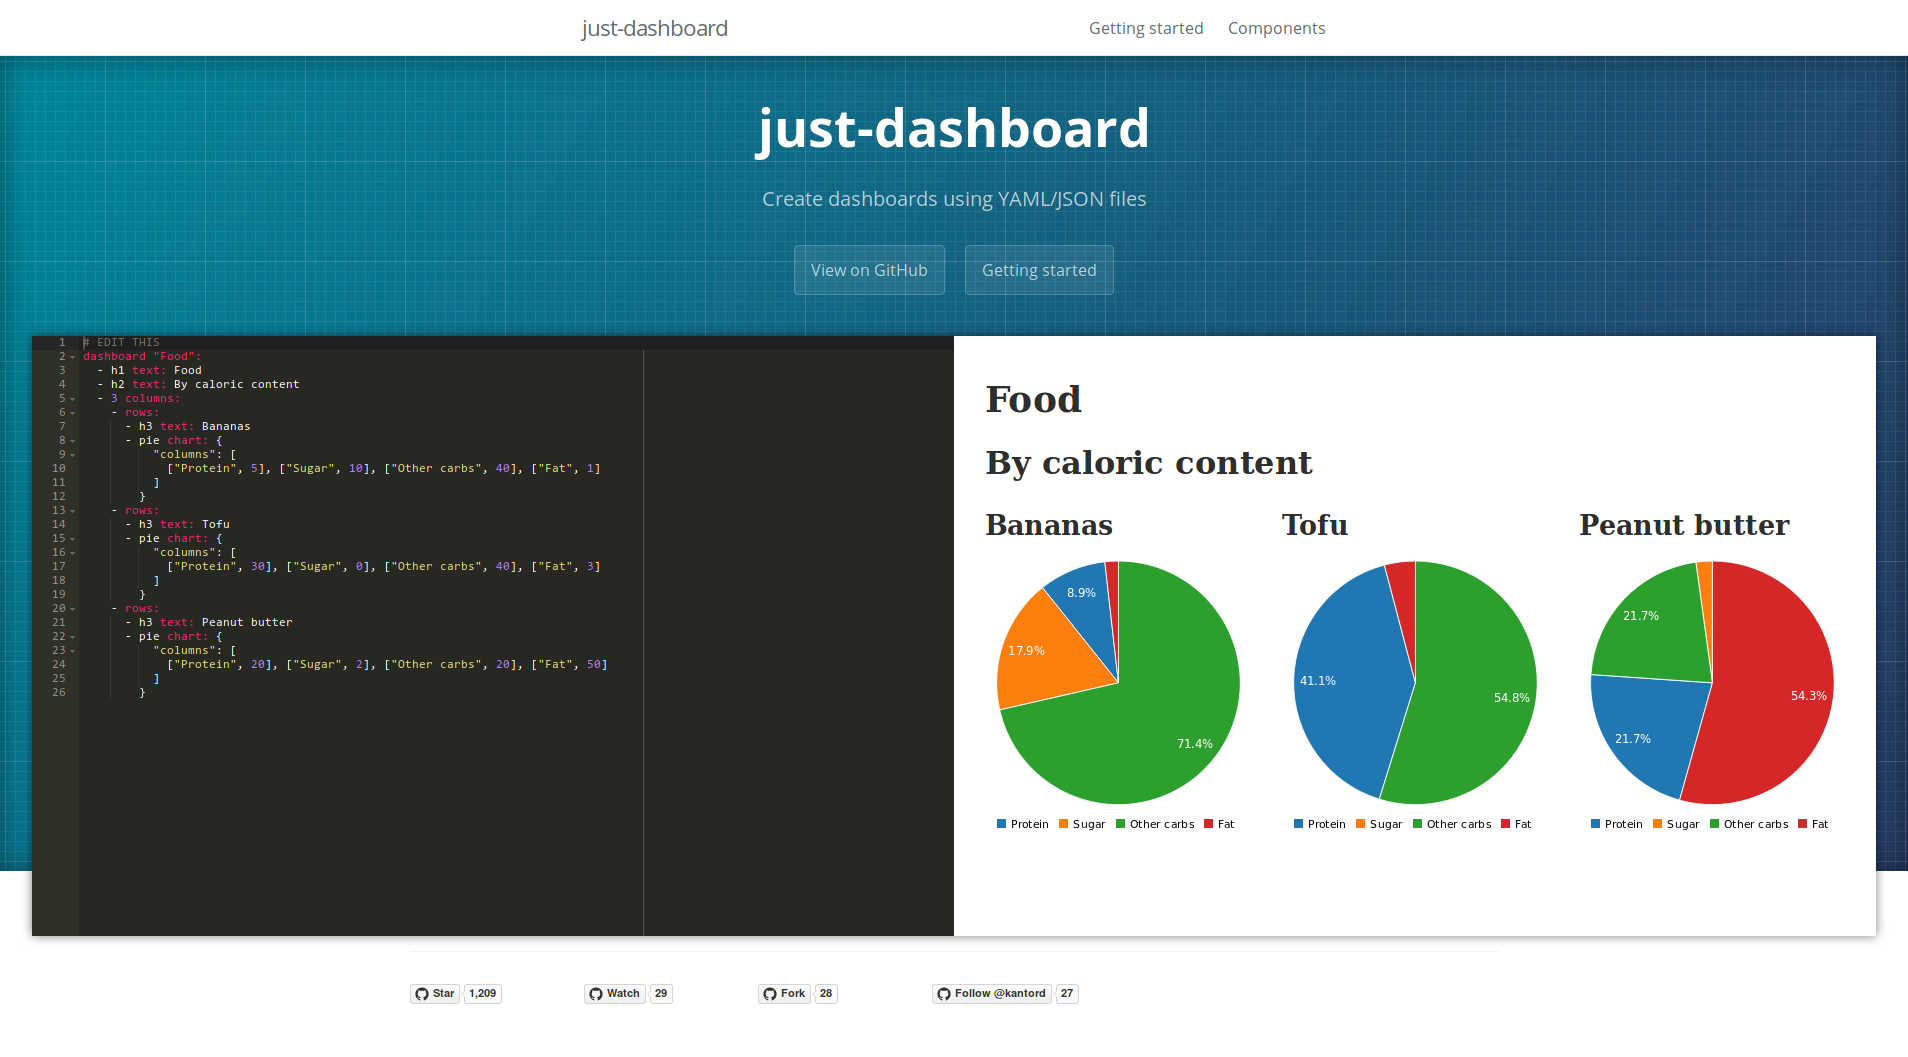 just-dashboard
Getting started
Components
just-dashboard
Create dashboards using YAML/JSON files
View on GitHub
Getting started
1 # EDIT THIS
2 dashboard "Food":
3 - h1 text: Food
4 - h2 text: By caloric content
5 - 3 columns:
6 - rows:
7 - h3 text: Bananas
8 - pie chart: {
9 "columns": [
10 ["Protein", 5], ["Sugar", 10], ["Other carbs", 40], ["Fat", 1]
11 ]
12 }
13 - rows:
14 - h3 text: Tofu
15 - pie chart: {
16 "columns": [
17 ["Protein", 30], ["Sugar", 0], ["Other carbs", 40], ["Fat", 3]
18 ]
19 }
20 - rows:
21 - h3 text: Peanut butter
22 - pie chart: {
23 "columns": [
24 ["Protein", 20], ["Sugar", 2], ["Other carbs", 20], ["Fat", 50]
25 ]
26 }
Food
By caloric content
Bananas
8.9%
17.9%
71.4%
Protein Sugar Other carbs Fat
Tofu
41.1%
54.8%
Protein Sugar Other carbs Fat
Peanut butter
21.7%
54.3%
21.7%
Protein Sugar Other carbs Fat
Star 1,209
Watch 29
Fork 28
Follow @kantord 27